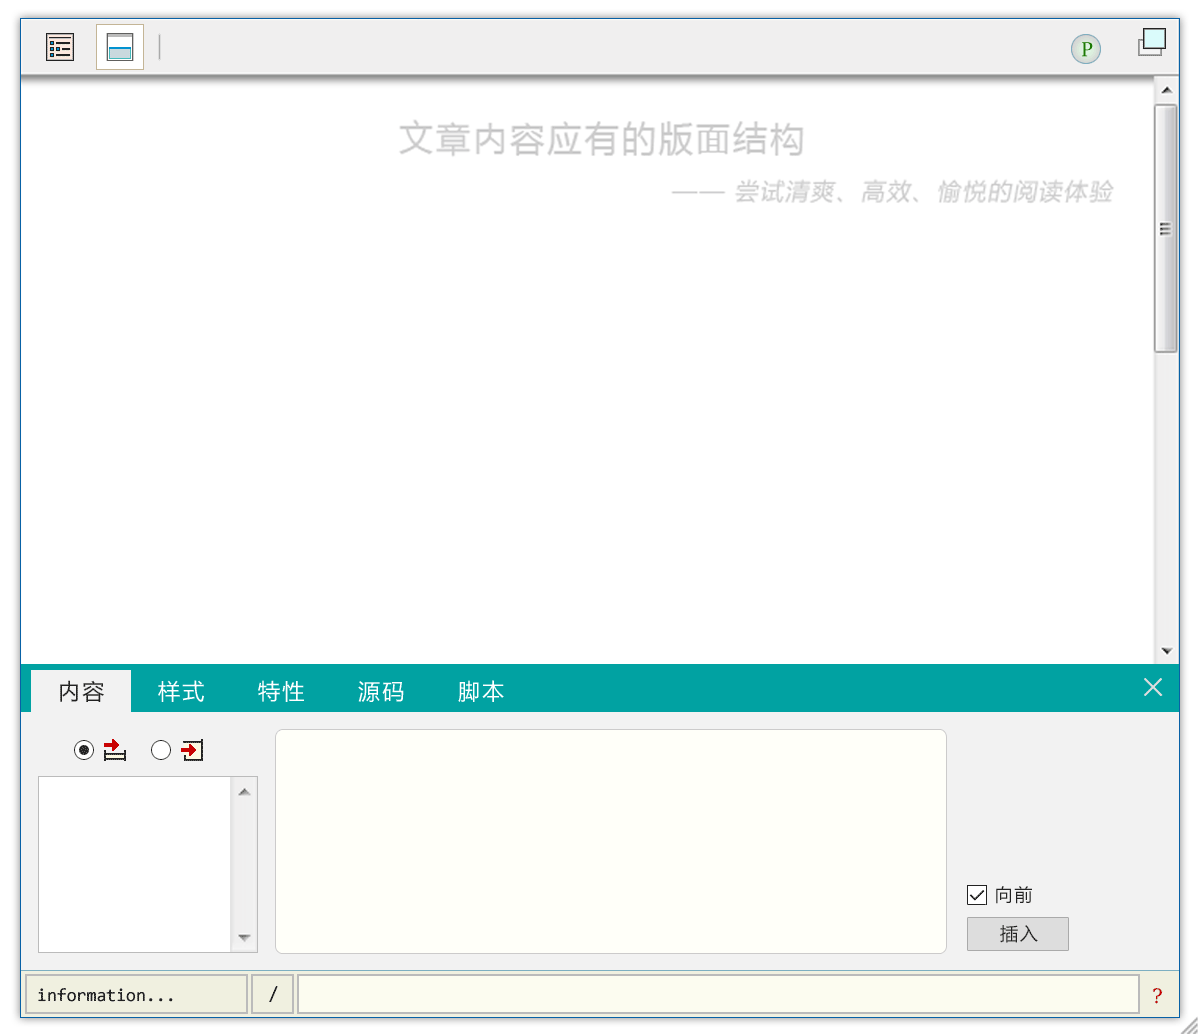 P
文章内容应有的版面结构
—— 尝试清爽、高效、愉悦的阅读体验
内容 样式 特性 源码 脚本
向前
插入
information... / ?